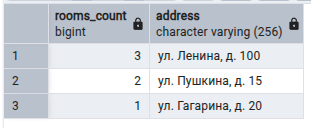 rooms_count address
bigint character varying (256)
1 3 ул. Ленина, д. 100
2 2 ул. Пушкина, д. 15
3 1 ул. Гагарина, д. 20